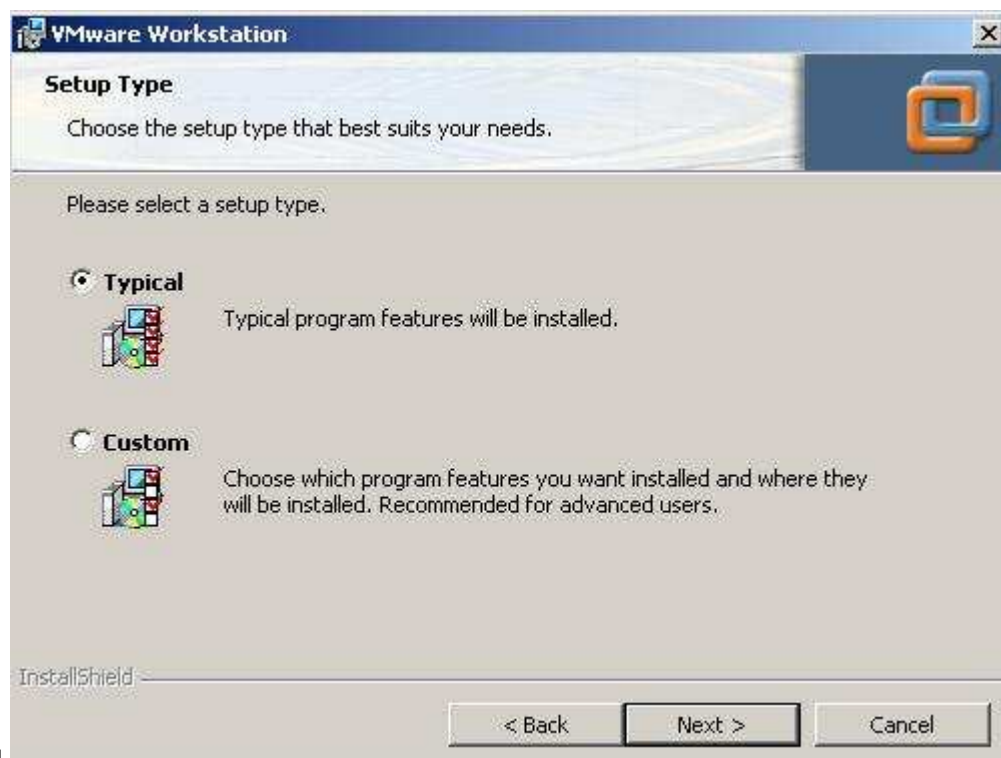 VMware Workstation
Setup Type
Choose the setup type that best suits your needs.
Please select a setup type.
Typical
Typical program features will be installed.
Custom
Choose which program features you want installed and where they
will be installed. Recommended for advanced users.
InstallShield
< Back
Next >
Cancel